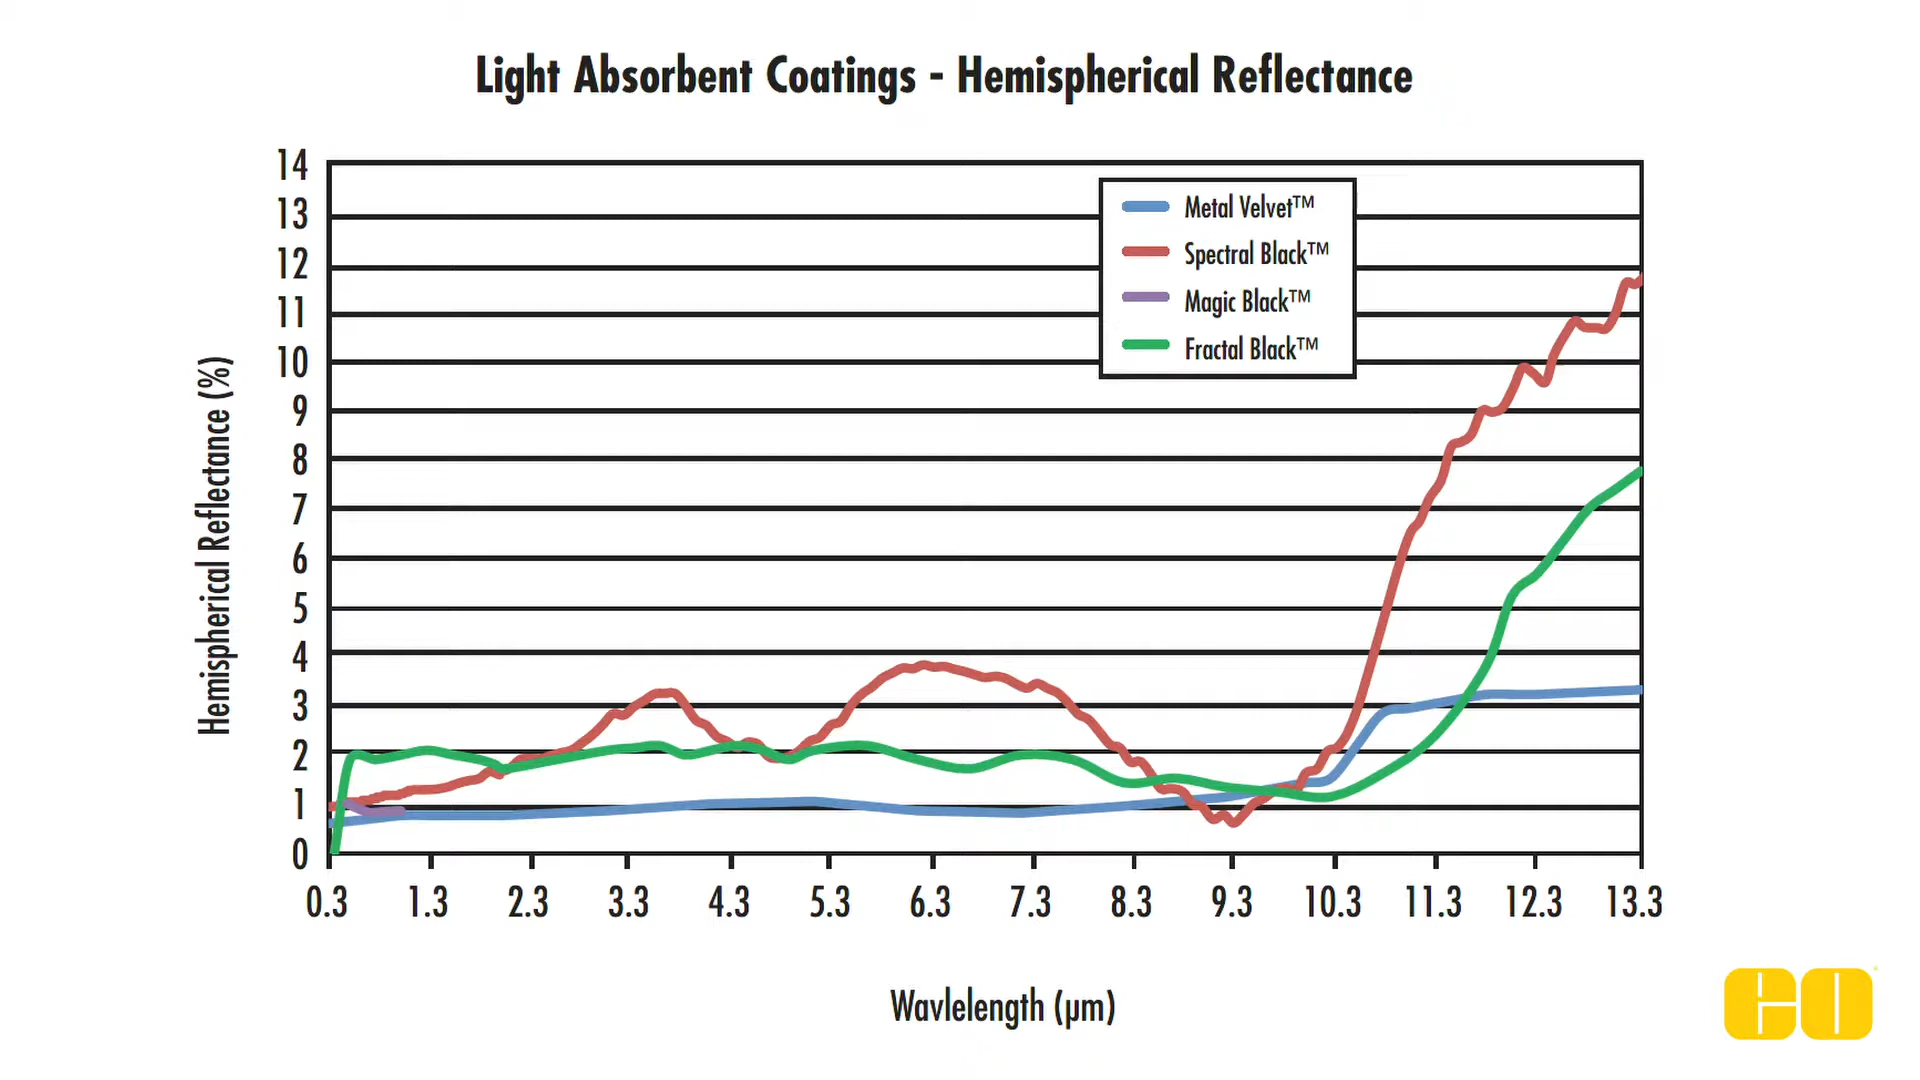 Light Absorbent Coatings - Hemispherical Reflectance
14
13
12
11
10
9
8
7
6
5
4
3
2
1
0
Hemispherical Reflectance (%)
Metal Velvet™
Spectral Black™
Magic Black™
Fractal Black™
0.3 1.3 2.3 3.3 4.3 5.3 6.3 7.3 8.3 9.3 10.3 11.3 12.3 13.3
Wavlelength (µm)